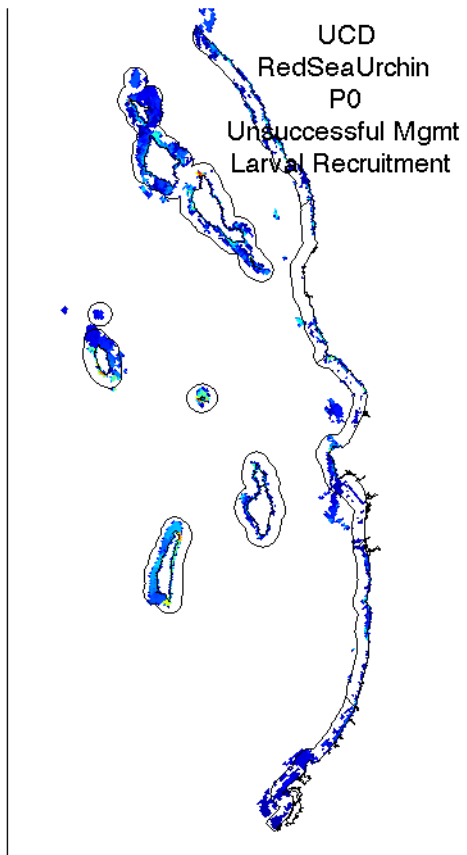 UCD
RedSeaUrchin
P0
Unsuccessful Mgmt
Larval Recruitment